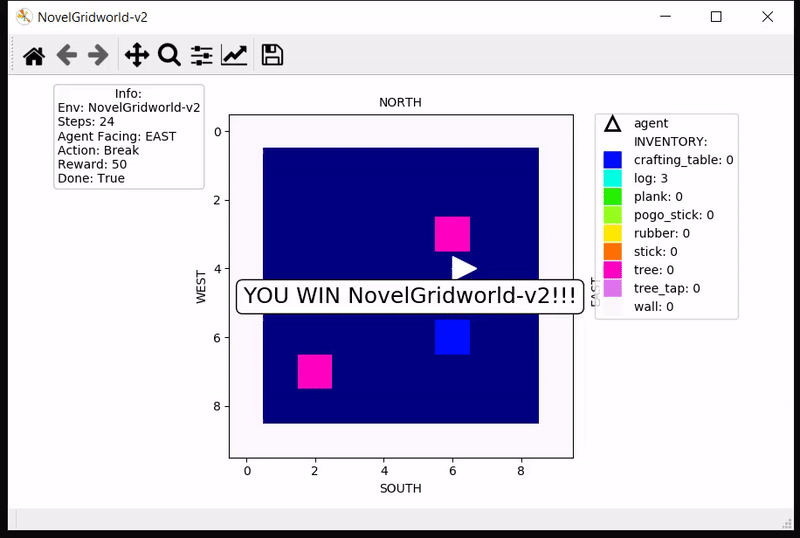 NovelGridworld-v2
Info:
Env: NovelGridworld-v2
Steps: 24
Agent Facing: EAST
Action: Break
Reward: 50
Done: True
NORTH
agent
INVENTORY:
crafting_table: 0
log: 3
plank: 0
pogo_stick: 0
rubber: 0
stick: 0
tree: 0
tree_tap: 0
wall: 0
0
2
4
6
8
WEST
YOU WIN NovelGridworld-v2!!!
EAST
0
2
4
6
8
SOUTH